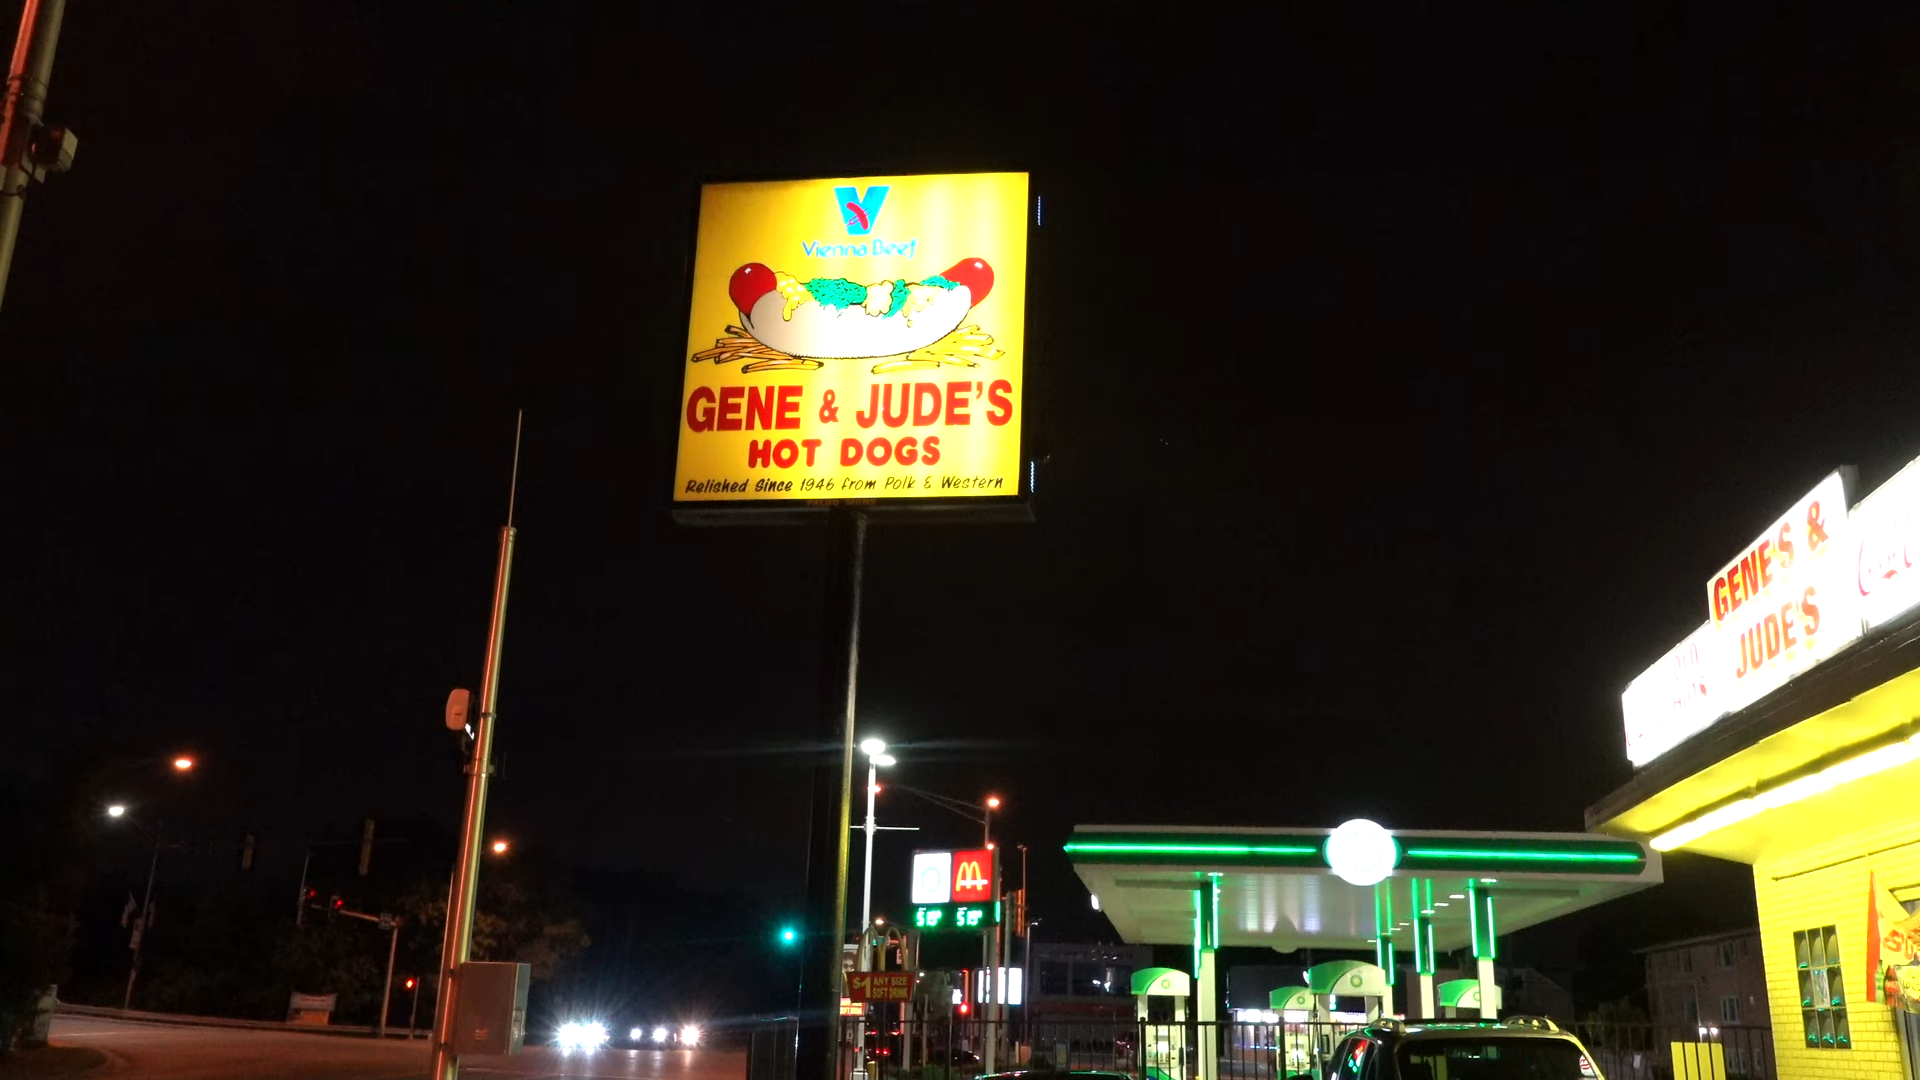 Vienna Beef
GENE & JUDE'S
HOT DOGS
Relished Since 1946 from Polk & Western
GENE'S &
JUDE'S
$1 ANY SIZE
SOFT DRINK